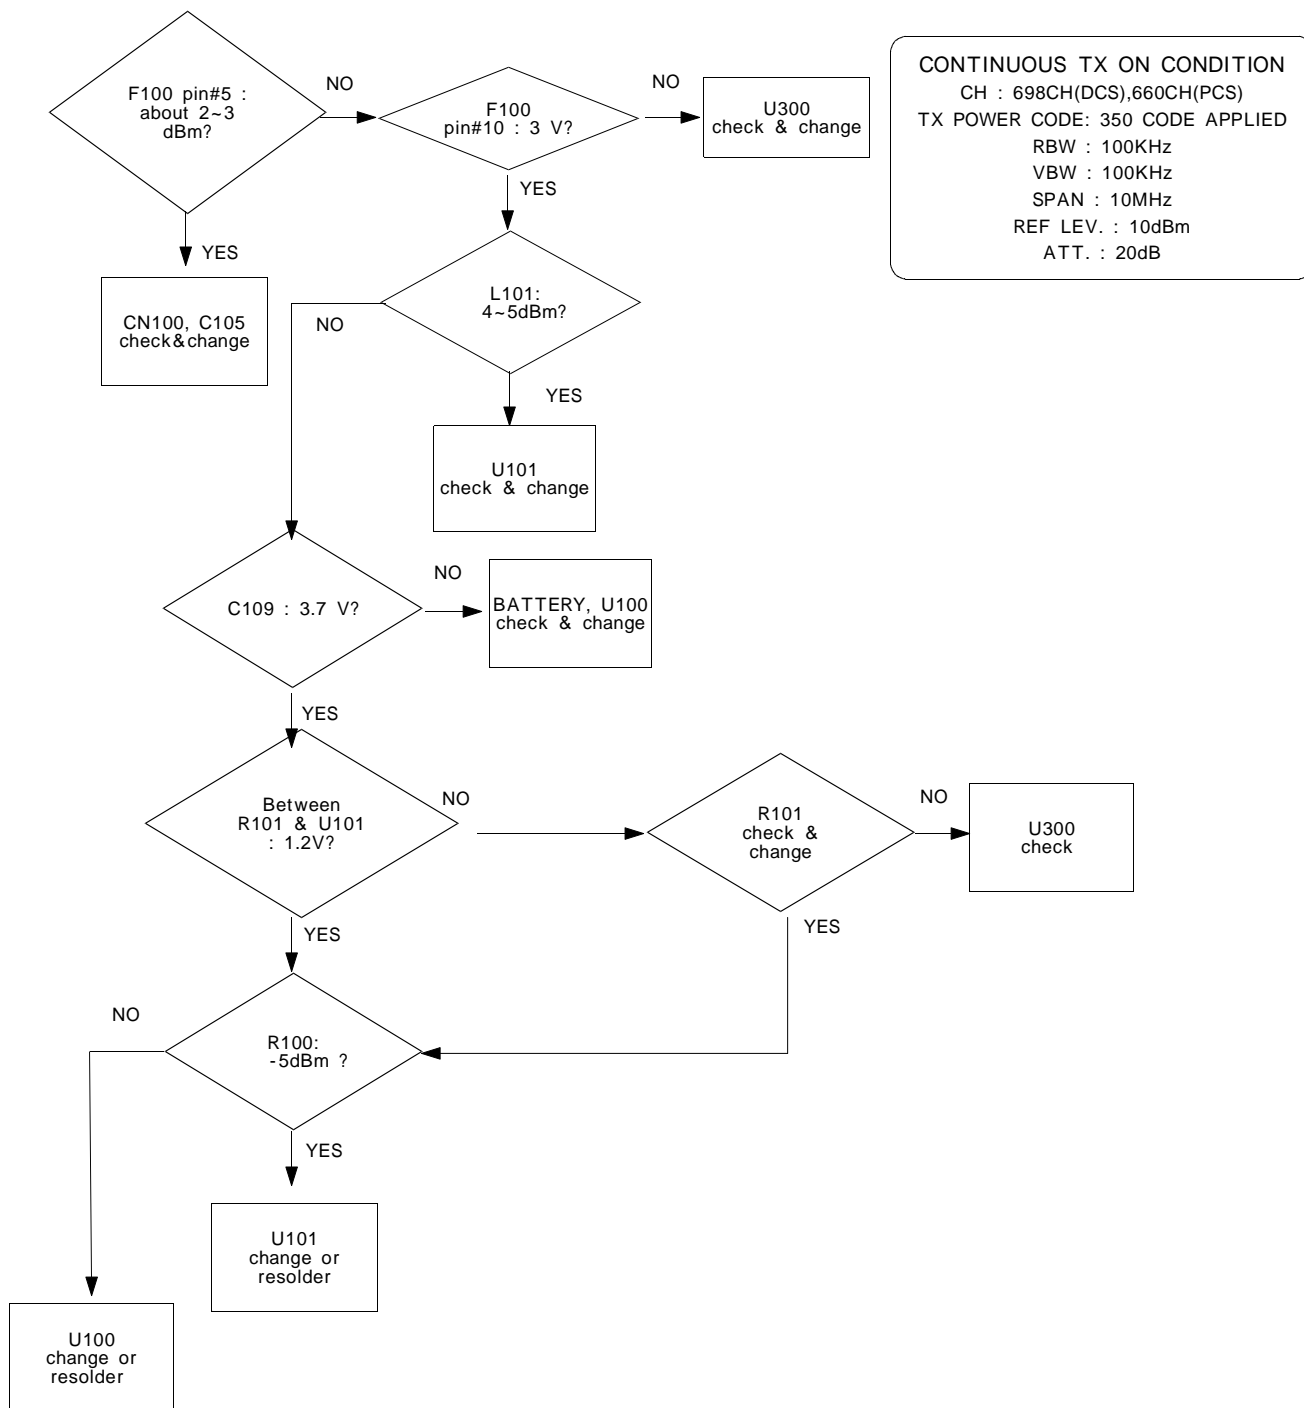 F100 pin#5 :
about 2~3
dBm?
NO
F100
pin#10 : 3 V?
NO
U300
check & change
CONTINUOUS TX ON CONDITION
CH : 698CH(DCS),660CH(PCS)
TX POWER CODE: 350 CODE APPLIED
RBW : 100KHz
VBW : 100KHz
SPAN : 10MHz
REF LEV. : 10dBm
ATT. : 20dB
YES
YES
CN100, C105
check&change
L101:
4~5dBm?
NO
YES
U101
check & change
C109 : 3.7 V?
NO
BATTERY, U100
check & change
YES
Between
R101 & U101
: 1.2V?
NO
R101
check &
change
NO
U300
check
YES
YES
R100:
-5dBm ?
NO
YES
U101
change or
resolder
U100
change or
resolder